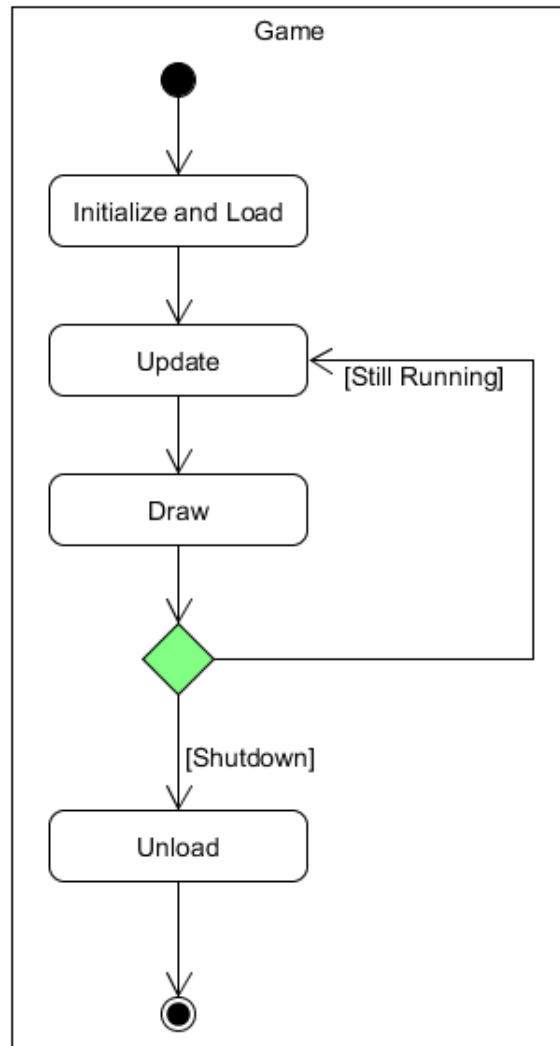 Game
Initialize and Load
Update
[Still Running]
Draw
[Shutdown]
Unload